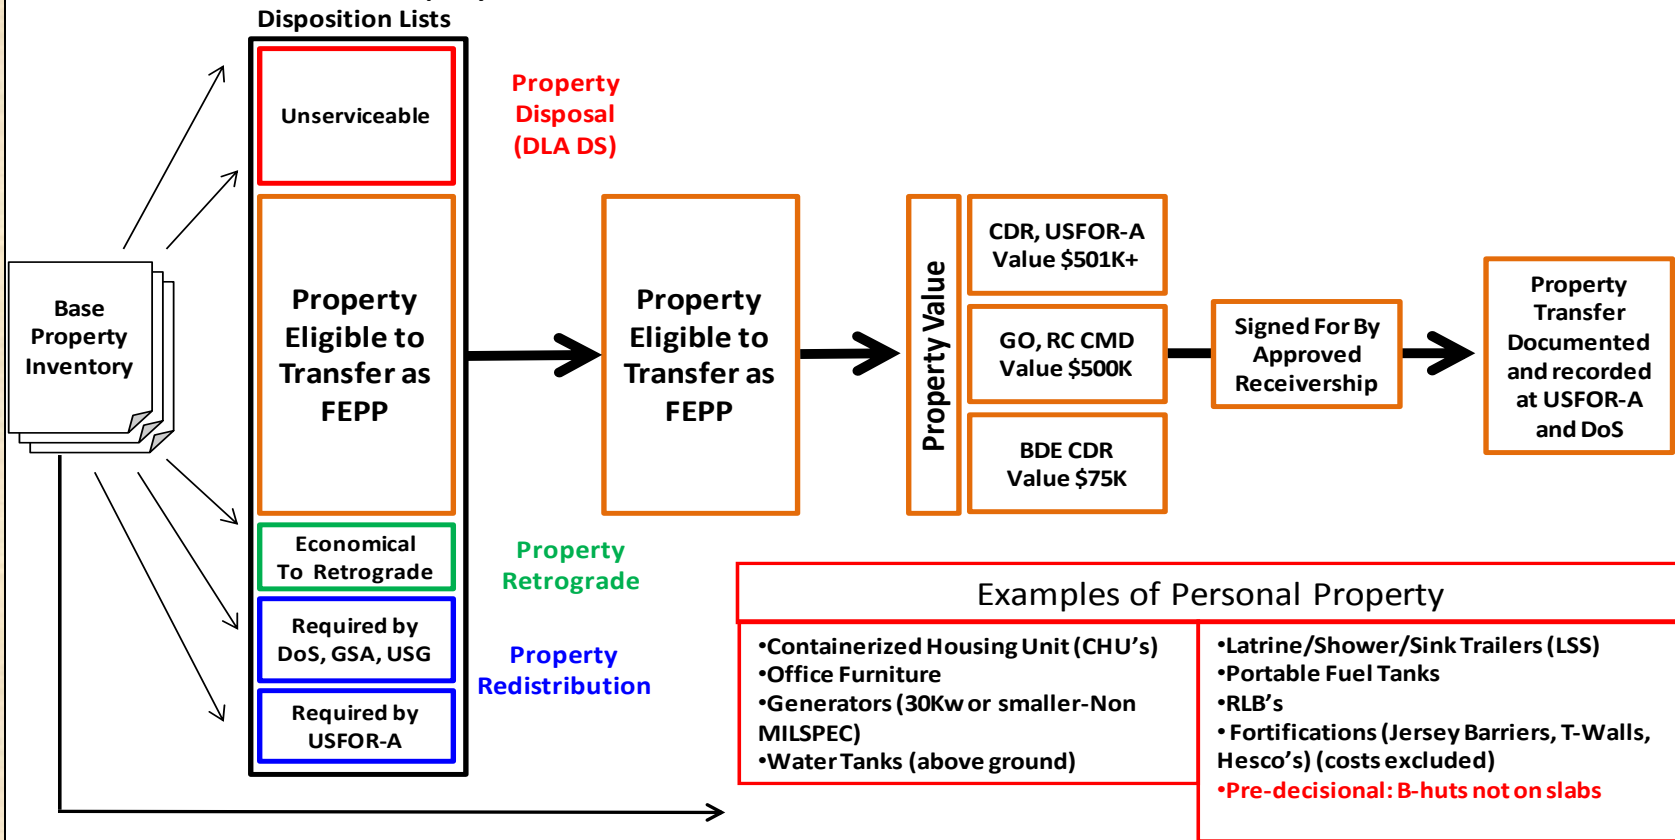 Disposition Lists
Unserviceable
Property
Disposal
(DLA DS)
Base
Property
Inventory
Property
Eligible to
Transfer as
FEPP
Property
Eligible to
Transfer as
FEPP
Property Value
CDR, USFOR-A
Value $501K+
GO, RC CMD
Value $500K
BDE CDR
Value $75K
Signed For By
Approved
Receivership
Property
Transfer
Documented
and recorded
at USFOR-A
and DoS
Economical
To Retrograde
Property
Retrograde
Required by
DoS, GSA, USG
Property
Redistribution
Required by
USFOR-A
Examples of Personal Property
•Containerized Housing Unit (CHU's)
•Office Furniture
•Generators (30Kw or smaller-Non
MILSPEC)
•Water Tanks (above ground)
•Latrine/Shower/Sink Trailers (LSS)
•Portable Fuel Tanks
•RLB's
• Fortifications (Jersey Barriers, T-Walls,
Hesco's) (costs excluded)
•Pre-decisional: B-huts not on slabs